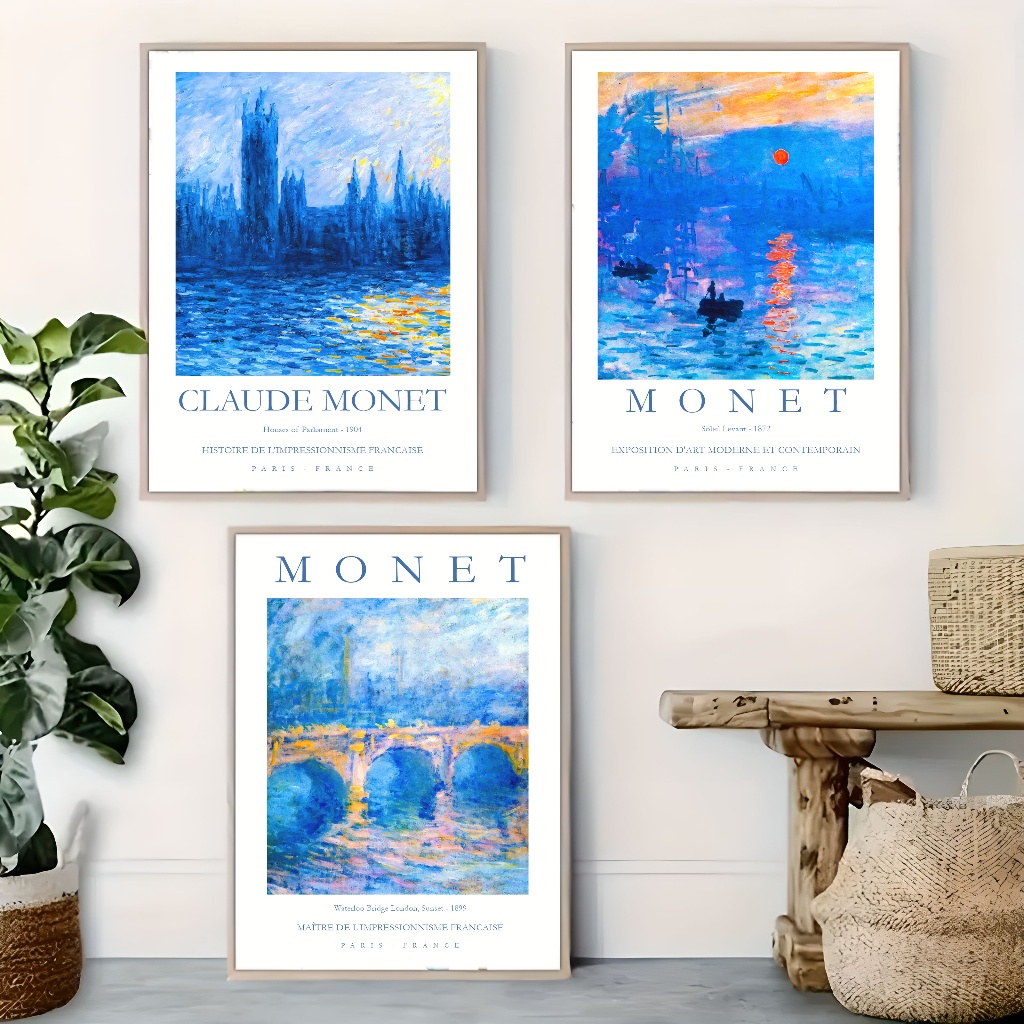 CLAUDE MONET
Houses of Parliament - 1904
HISTOIRE DE L'IMPRESSIONNISME FRANCAISE
PARIS - FRANCE
MONET
Soleil Levant - 1872
EXPOSITION D'ART MODERNE ET CONTEMPORAIN
PARIS - FRANCE
MONET
Waterloo Bridge London, Sunset - 1899
MAÎTRE DE L'IMPRESSIONNISME FRANCAISE
PARIS FRANCE